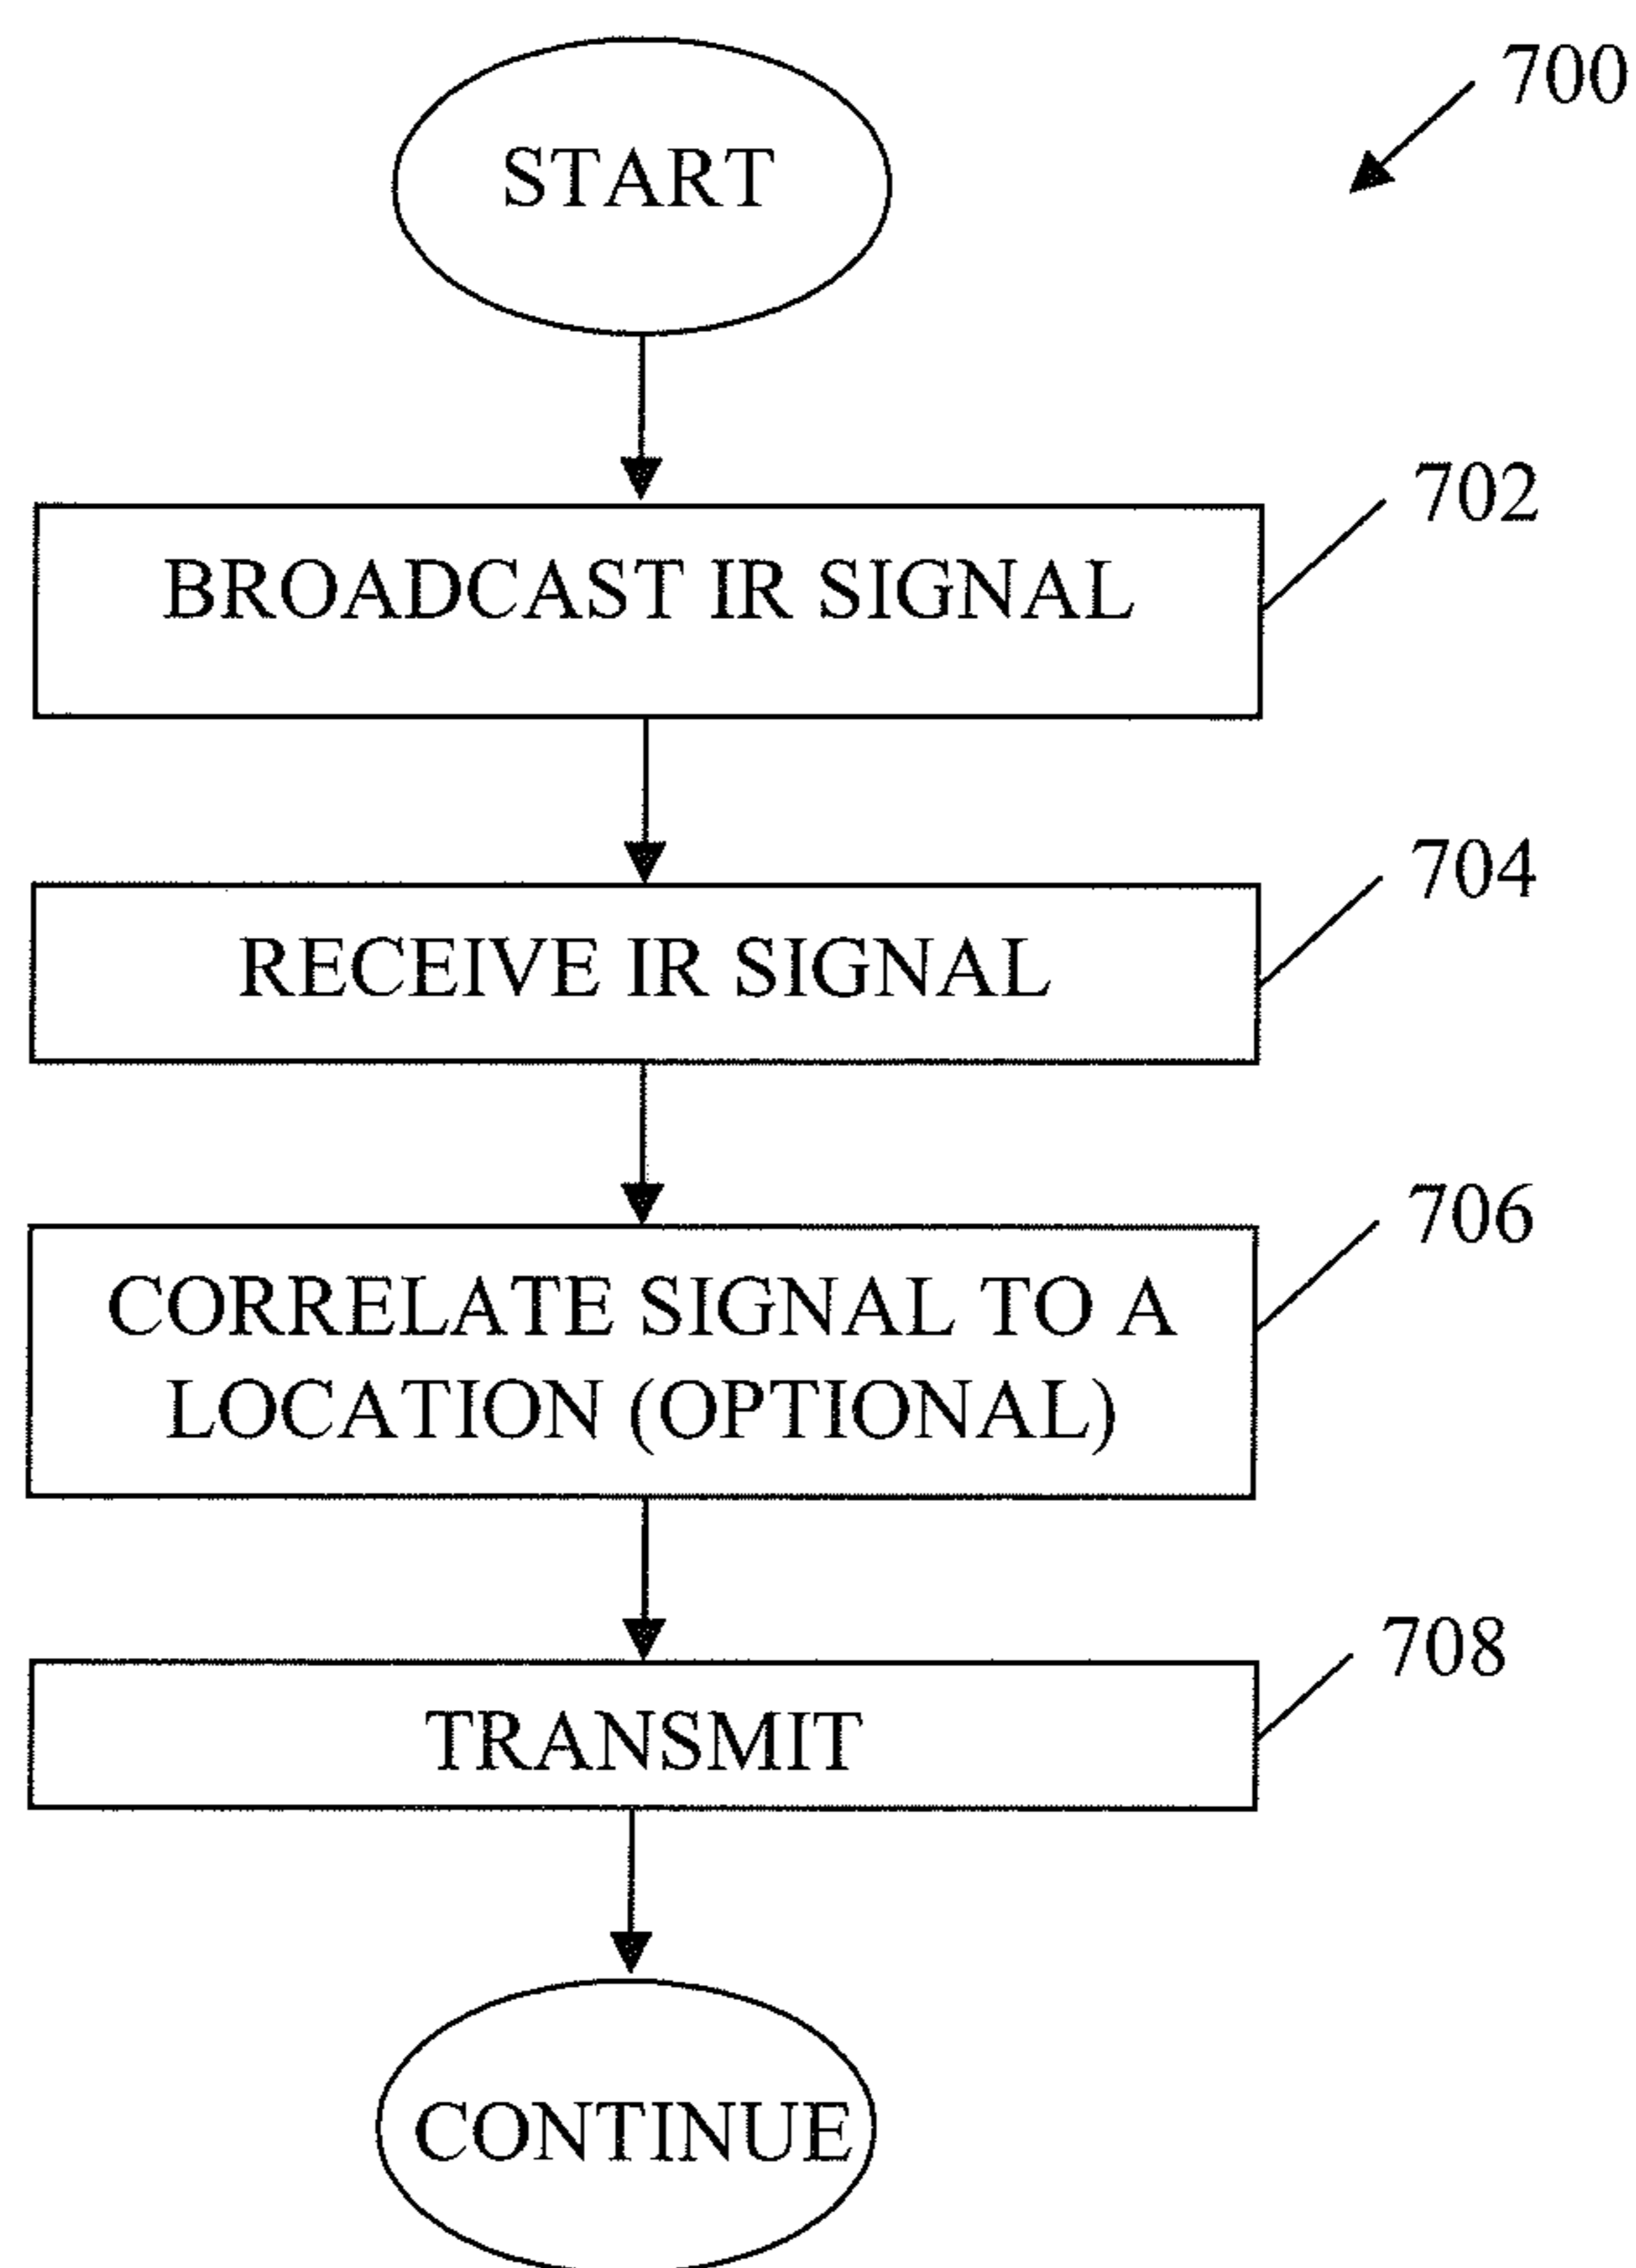 START
700
BROADCAST IR SIGNAL
702
RECEIVE IR SIGNAL
704
CORRELATE SIGNAL TO A
LOCATION (OPTIONAL)
706
TRANSMIT
708
CONTINUE